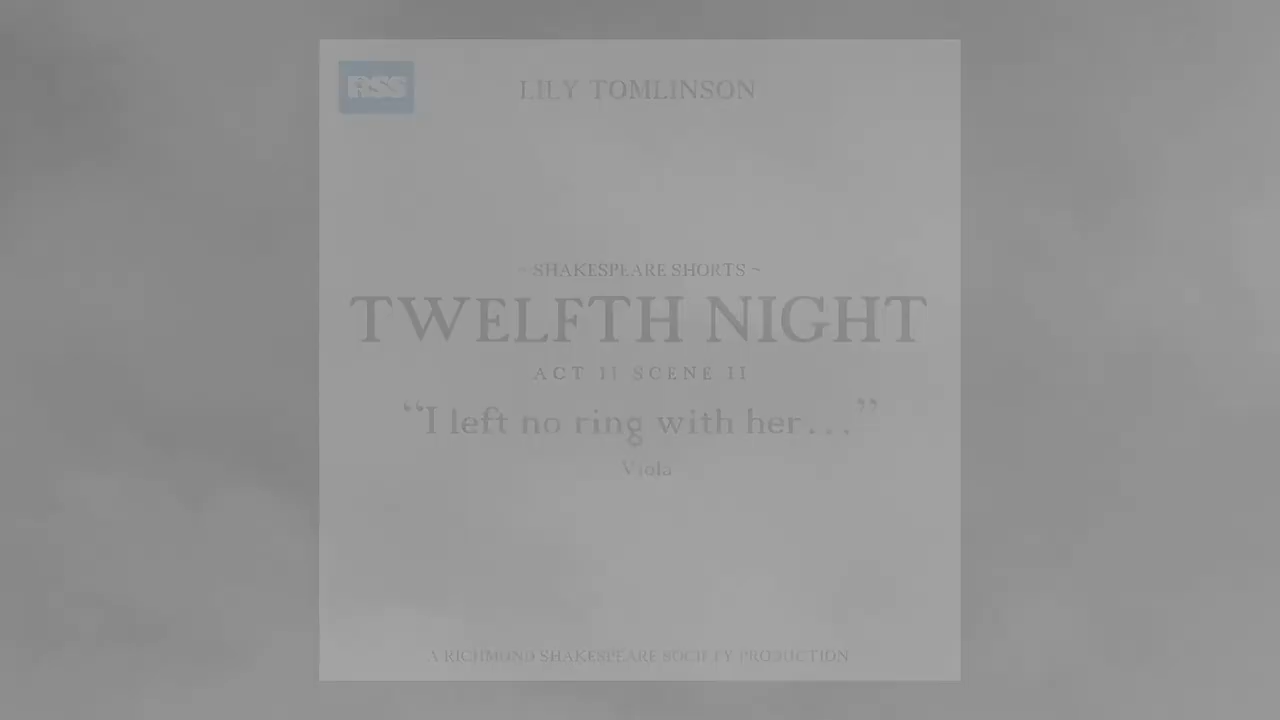 RSS
LILY TOMLINSON
~ SHAKESPEARE SHORTS ~
TWELFTH NIGHT
ACT II SCENE II
“I left no ring with her...”
Viola
A RICHMOND SHAKESPEARE SOCIETY PRODUCTION